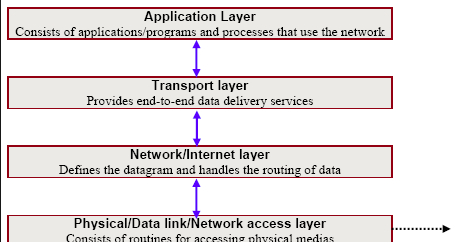 Application Layer
Consists of applications/programs and processes that use the network
Transport layer
Provides end-to-end data delivery services
Network/Internet layer
Defines the datagram and handles the routing of data
Physical/Data link/Network access layer
Consists of routines for accessing physical medias